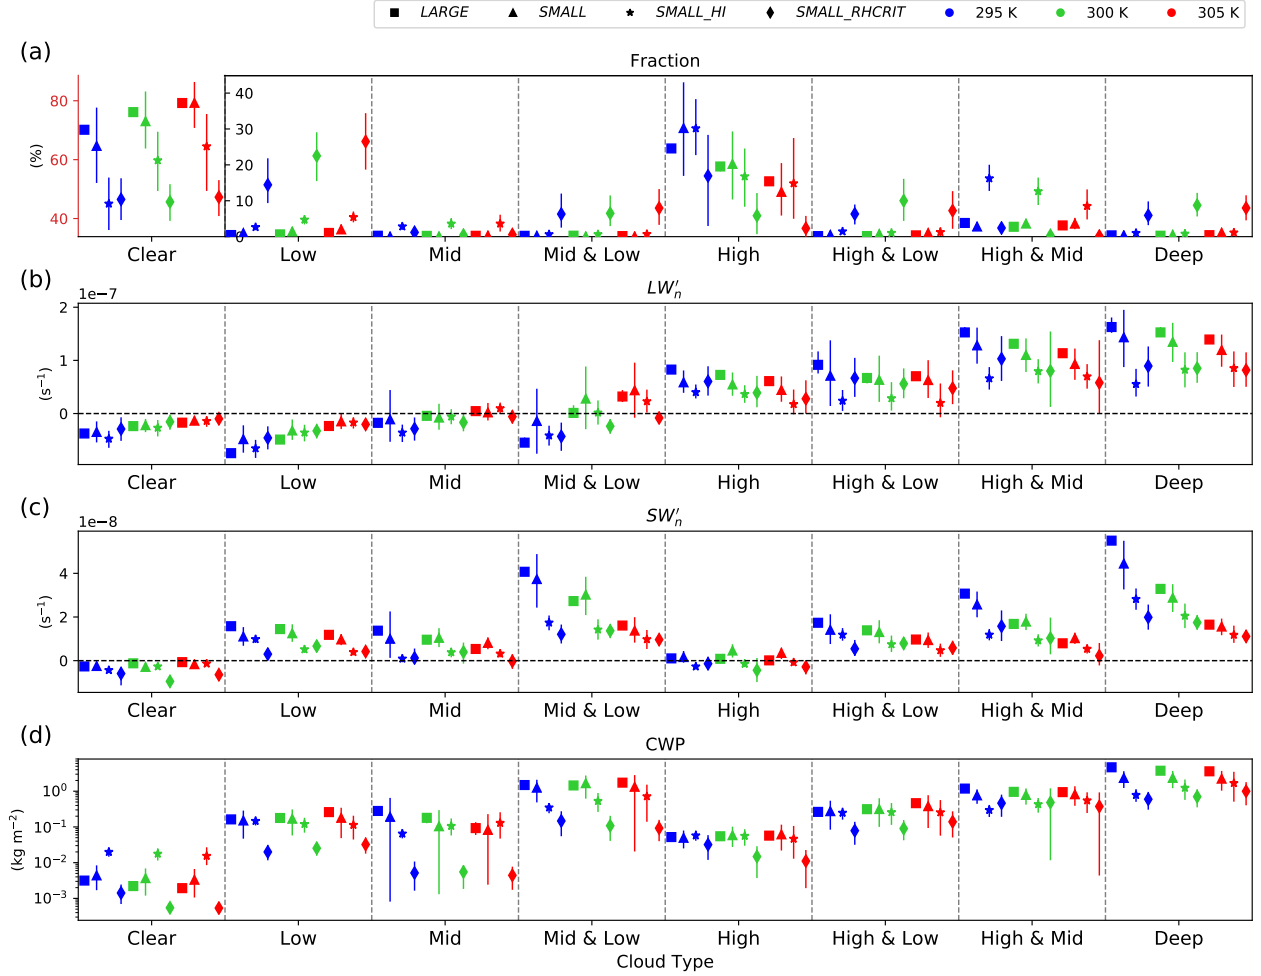 LARGE SMALL SMALL_HI SMALL_RHCRIT 295 K 300 K 305 K
(a)
Fraction
(%)
80
60
40
40
30
20
10
0
Clear Low Mid Mid & Low High High & Low High & Mid Deep
(b)
1e−7
LW′n
(s−1)
2
1
0
Clear Low Mid Mid & Low High High & Low High & Mid Deep
(c)
1e−8
SW′n
(s−1)
4
2
0
Clear Low Mid Mid & Low High High & Low High & Mid Deep
(d)
CWP
(kg m−2)
10^0
10^−1
10^−2
10^−3
Clear Low Mid Mid & Low High High & Low High & Mid Deep
Cloud Type